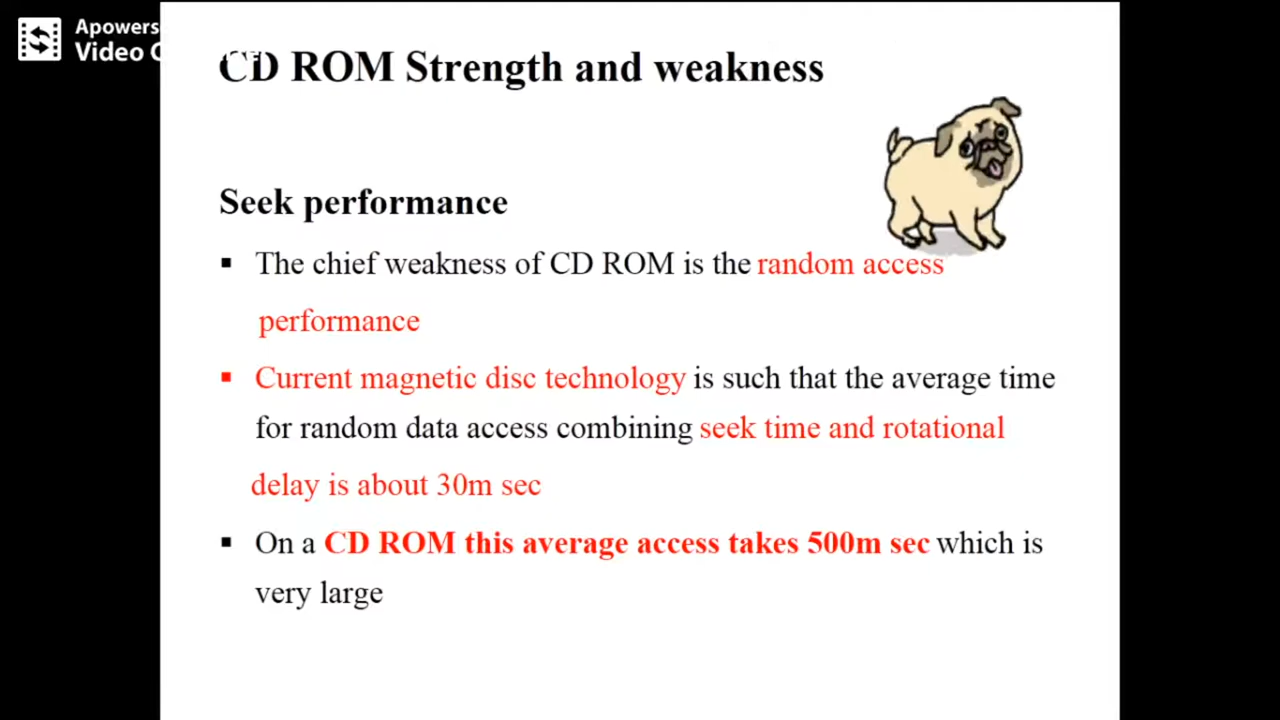 Apowers
Video C
CD ROM Strength and weakness
Seek performance
▪ The chief weakness of CD ROM is the random access
performance
▪ Current magnetic disc technology is such that the average time
for random data access combining seek time and rotational
delay is about 30m sec
▪ On a CD ROM this average access takes 500m sec which is
very large